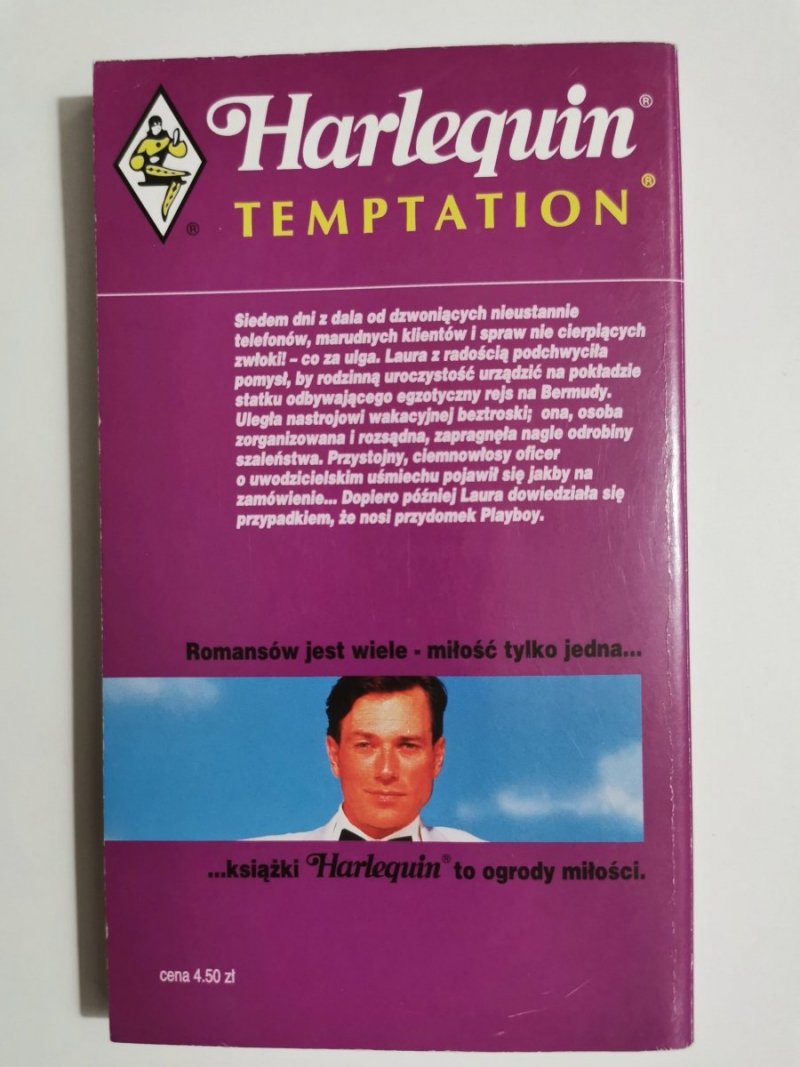 Harlequin®
TEMPTATION®
®
Siedem dni z dala od dzwoniących nieustannie
telefonów, marudnych klientów i spraw nie cierpiących
zwłoki! – co za ulga. Laura z radością podchwyciła
pomysł, by rodzinną uroczystość urządzić na pokładzie
statku odbywającego egzotyczny rejs na Bermudy.
Uległa nastrojowi wakacyjnej beztroski; ona, osoba
zorganizowana i rozsądna, zapragnęła nagle odrobiny
szaleństwa. Przystojny, ciemnowłosy oficer
o uwodzicielskim uśmiechu pojawił się jakby na
zamówienie... Dopiero później Laura dowiedziała się
przypadkiem, że nosi przydomek Playboy.
Romansów jest wiele - miłość tylko jedna...
...książki Harlequin® to ogrody miłości.
cena 4.50 zł